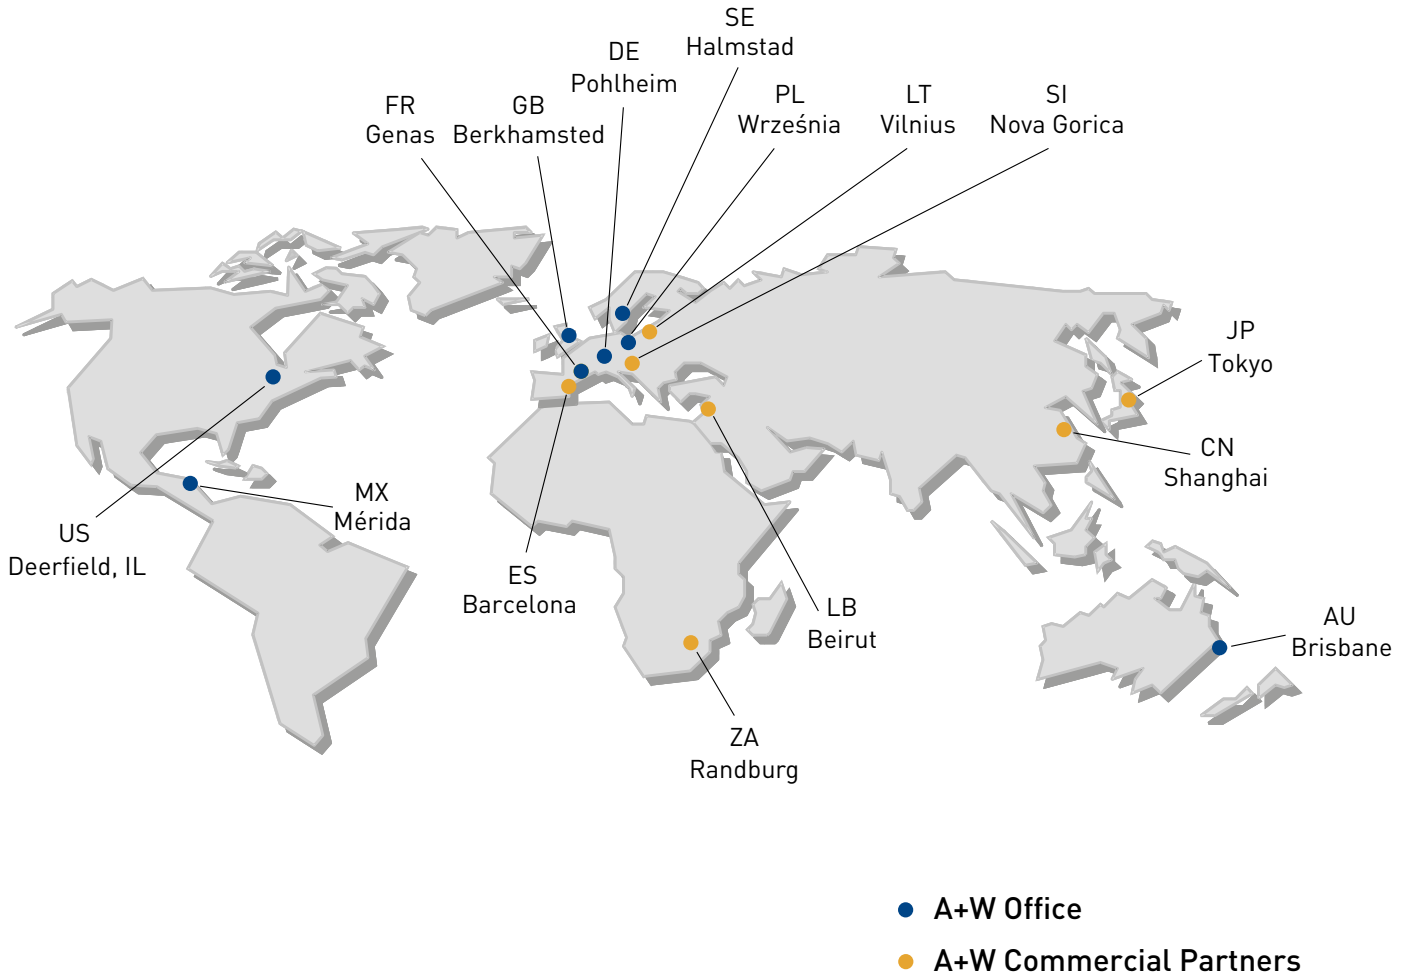 SE
Halmstad
DE
Pohlheim
FR
Genas
GB
Berkhamsted
PL
Września
LT
Vilnius
SI
Nova Gorica
JP
Tokyo
CN
Shanghai
MX
Mérida
US
Deerfield, IL
ES
Barcelona
LB
Beirut
AU
Brisbane
ZA
Randburg
A+W Office
A+W Commercial Partners